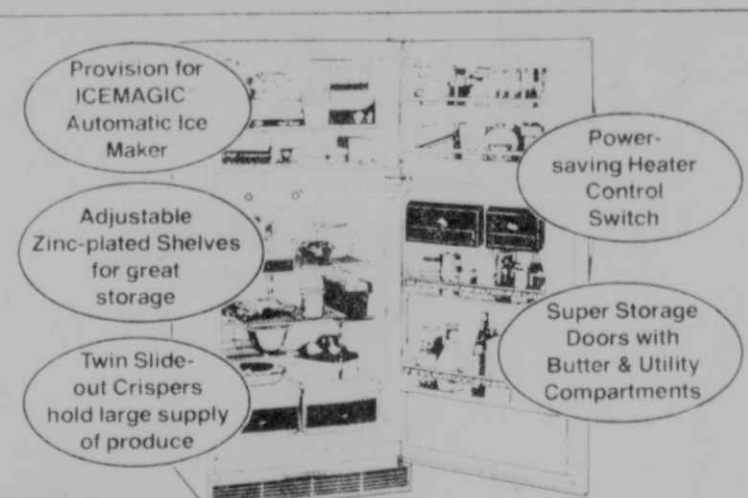 Provision for
ICEMAGIC
Automatic Ice
Maker
Adjustable
Zinc-plated Shelves
for great
storage
Twin Slide-
out Crispers
hold large supply
of produce
Power-
saving Heater
Control
Switch
Super Storage
Doors with
Butter & Utility
Compartments